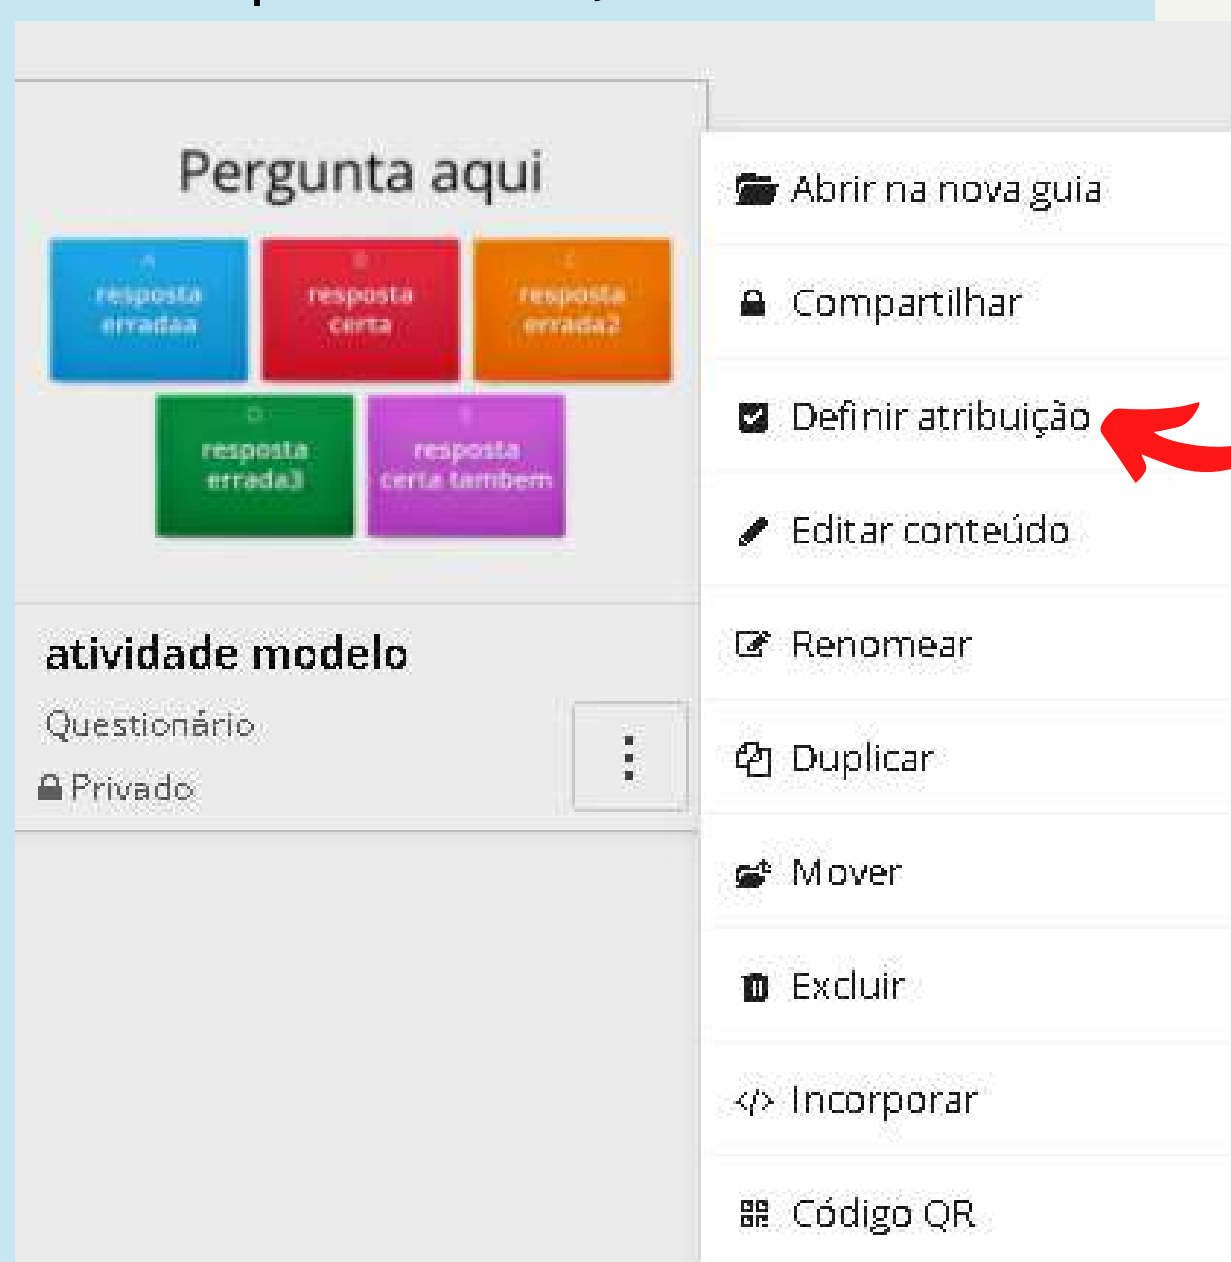 Pergunta aqui
A
resposta
erradaa
B
resposta
certa
C
resposta
errada2
D
resposta
errada3
E
resposta
certa tambem
atividade modelo
Questionário
Privado
Abrir na nova guia
Compartilhar
Definir atribuição
Editar conteúdo
Renomear
Duplicar
Mover
Excluir
Incorporar
Código QR